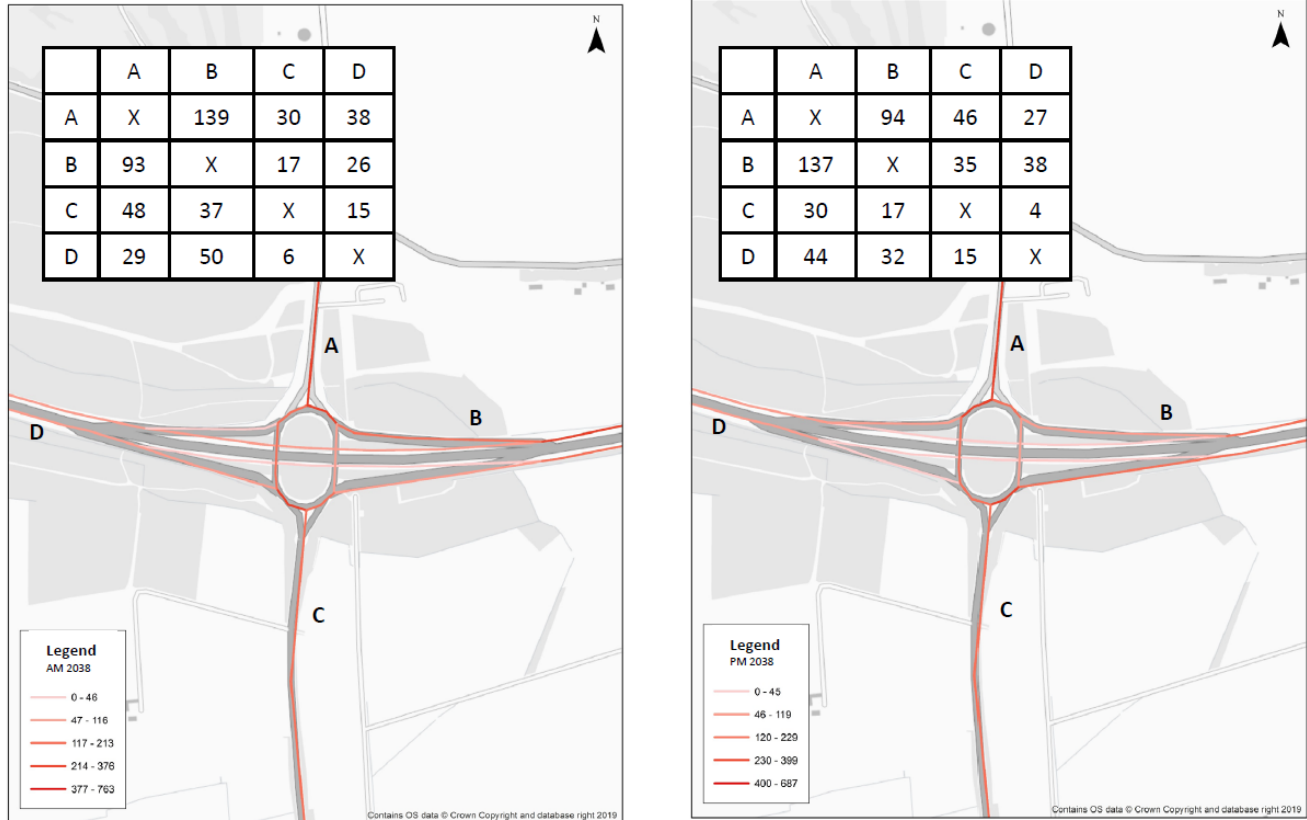 N
A B C D
A X 139 30 38
B 93 X 17 26
C 48 37 X 15
D 29 50 6 X
A
B
D
C
Legend
AM 2038
0 - 46
47 - 116
117 - 213
214 - 376
377 - 763
Contains OS data © Crown Copyright and database right 2019
N
A B C D
A X 94 46 27
B 137 X 35 38
C 30 17 X 4
D 44 32 15 X
A
B
D
C
Legend
PM 2038
0 - 45
46 - 119
120 - 229
230 - 399
400 - 687
Contains OS data © Crown Copyright and database right 2019